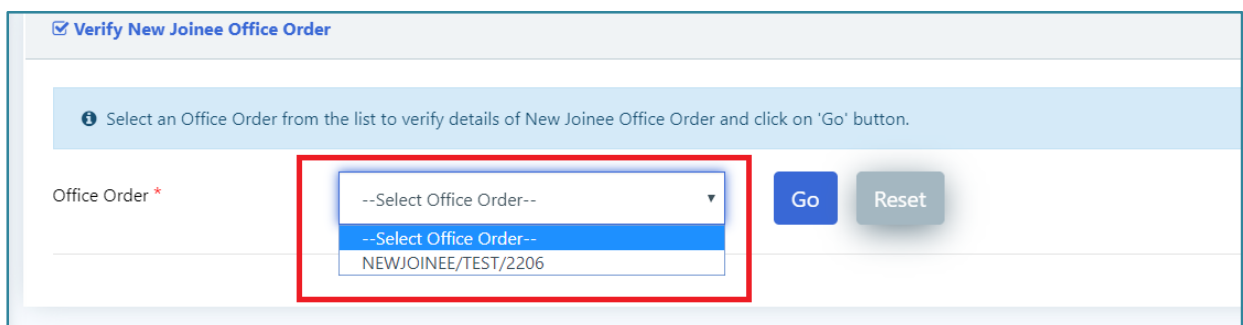 Verify New Joinee Office Order
Select an Office Order from the list to verify details of New Joinee Office Order and click on 'Go' button.
Office Order * --Select Office Order-- Go Reset
--Select Office Order--
NEWJOINEE/TEST/2206